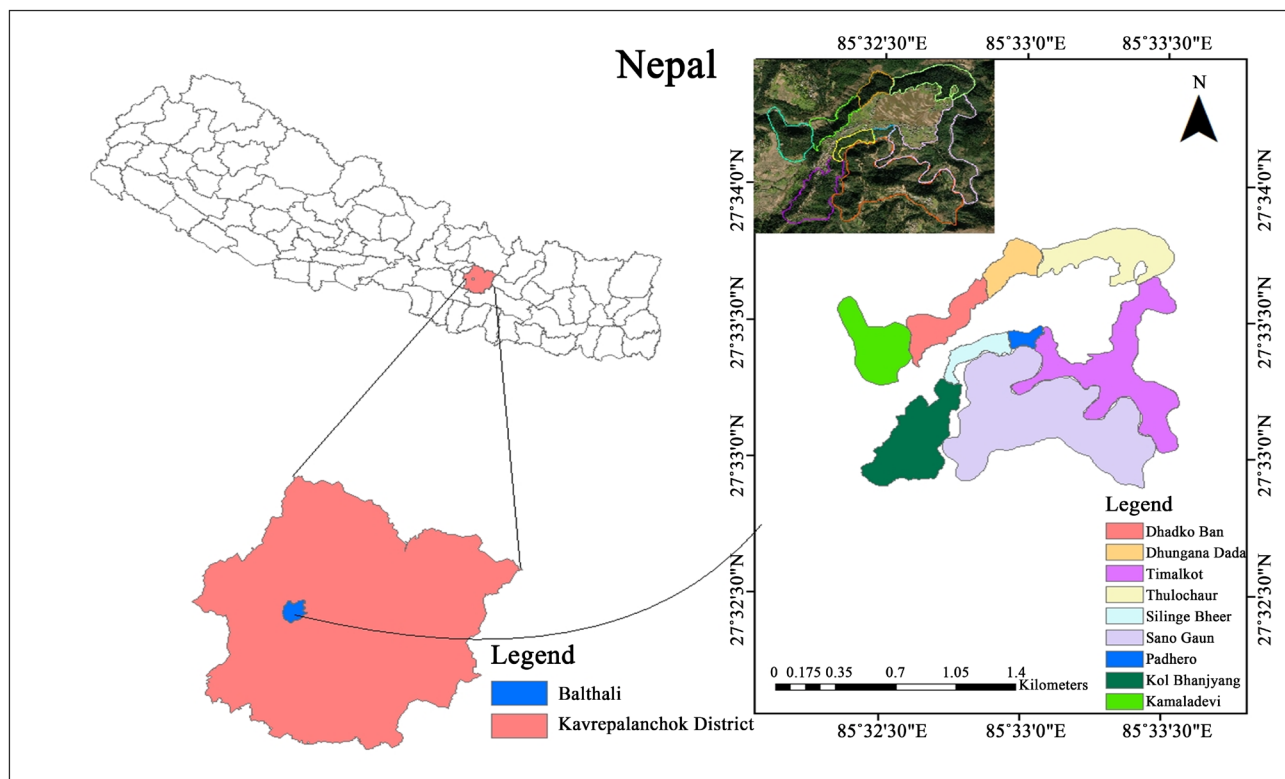 Nepal
85°32'30"E
85°33'0"E
85°33'30"E
N
27°34'0"N
27°34'0"N
27°33'30"N
27°33'30"N
27°33'0"N
27°33'0"N
27°32'30"N
27°32'30"N
Legend
Balthali
Kavrepalanchok District
Legend
Dhadko Ban
Dhungana Dada
Timalkot
Thulochaur
Silinge Bheer
Sano Gaun
Padhero
Kol Bhanjyang
Kamaladevi
0 0.175 0.35 0.7 1.05 1.4
Kilometers
85°32'30"E
85°33'0"E
85°33'30"E